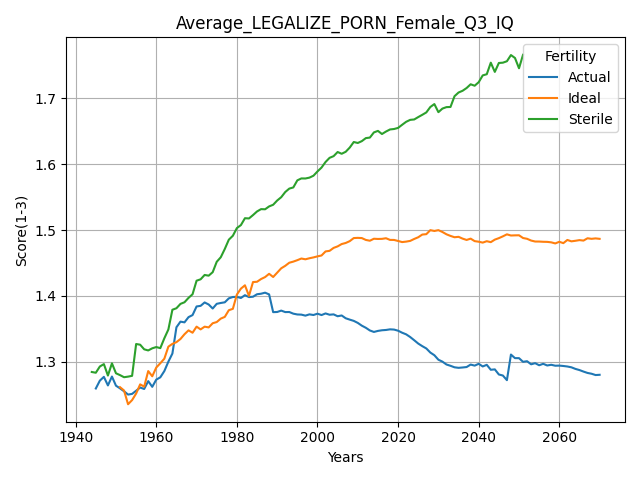 Average_LEGALIZE_PORN_Female_Q3_IQ
Fertility
Actual
Ideal
Sterile
Score(1-3)
1.7
1.6
1.5
1.4
1.3
1940 1960 1980 2000 2020 2040 2060
Years